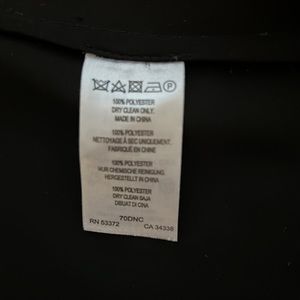 100% POLYESTER
DRY CLEAN ONLY.
MADE IN CHINA
100% POLYESTER
NETTOYAGE À SEC UNIQUEMENT.
FABRIQUÉ EN CHINE
100% POLYESTER
NUR CHEMISCHE REINIGUNG.
HERGESTELLT IN CHINA
100% POLYESTER
DRY CLEAN SAJA
DIBUAT DI CINA
70DNC
RN 53372 CA 34338